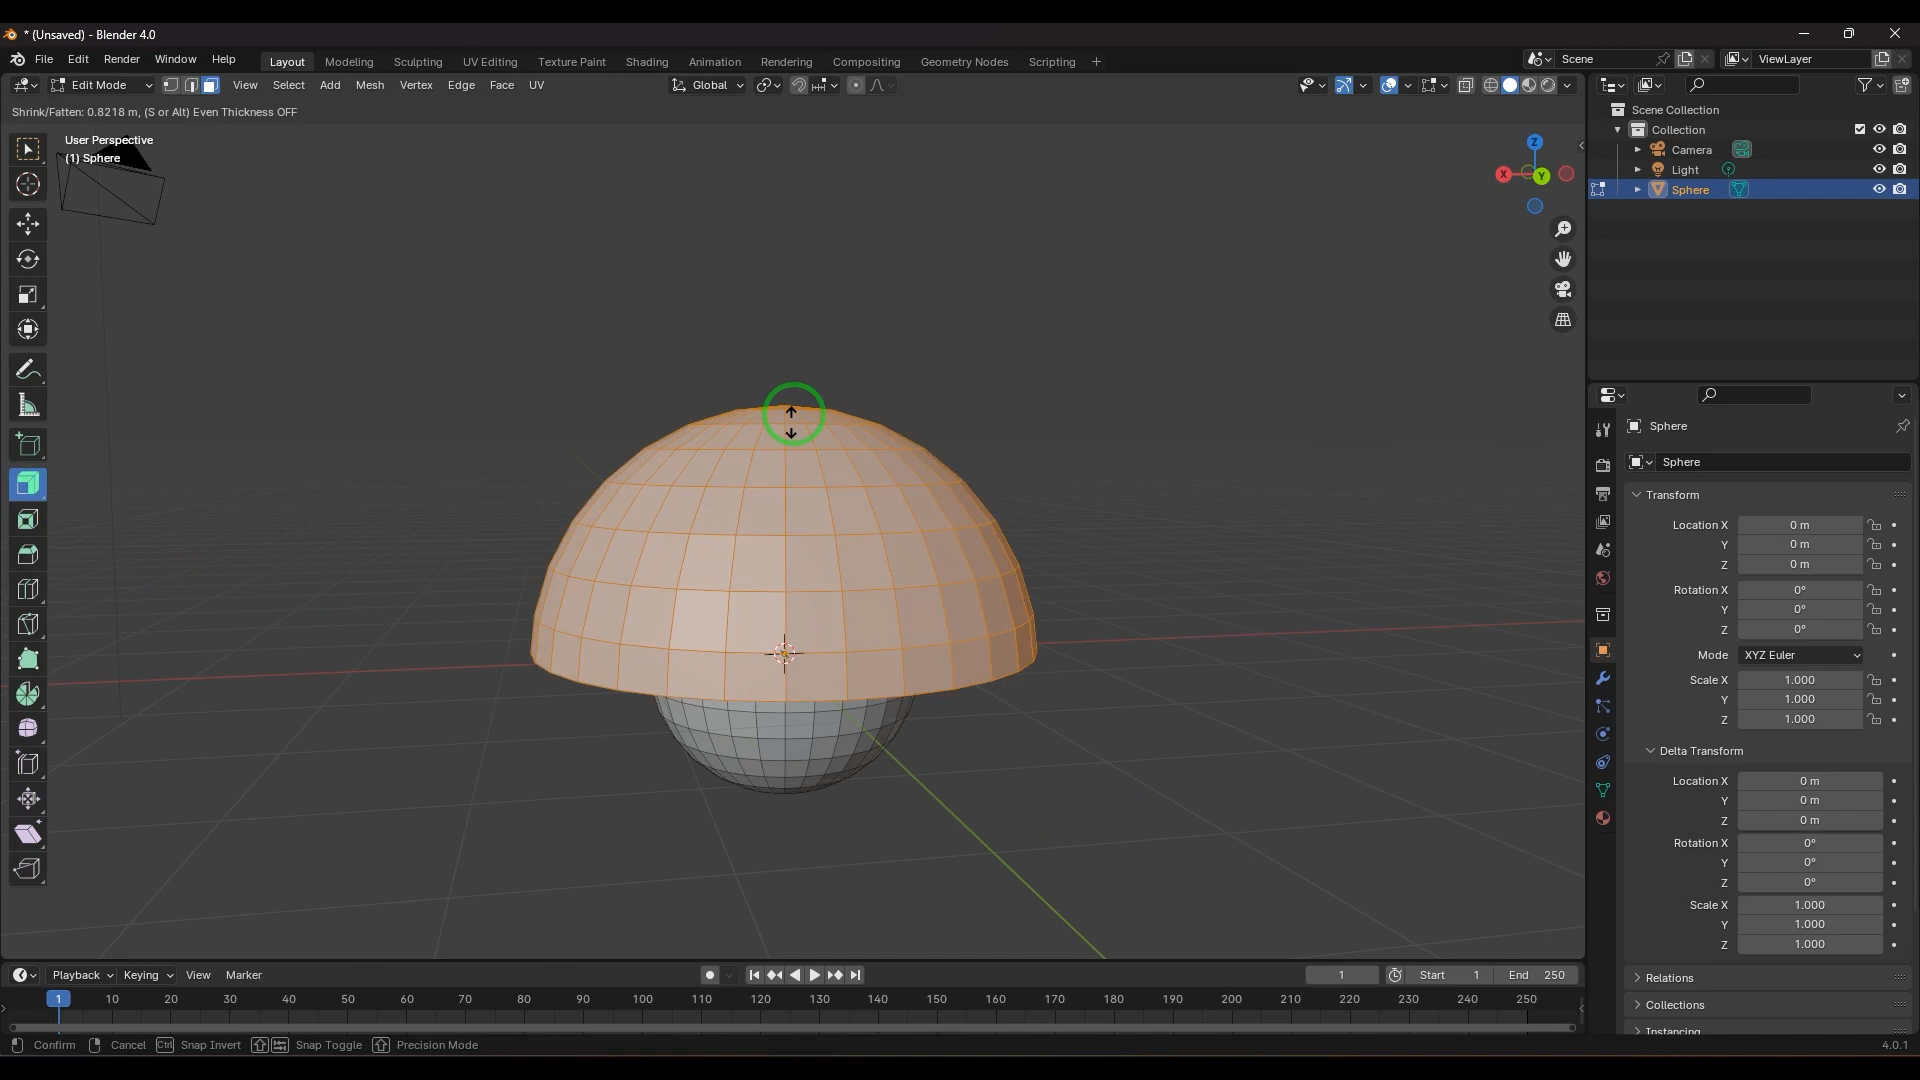 * (Unsaved) - Blender 4.0
File Edit Render Window Help Layout Modeling Sculpting UV Editing Texture Paint Shading Animation Rendering Compositing Geometry Nodes Scripting + Scene ViewLayer
Edit Mode View Select Add Mesh Vertex Edge Face UV Global
Shrink/Fatten: 0.8218 m, (S or Alt) Even Thickness OFF
User Perspective
(1) Sphere
Z
X
Y
Scene Collection
Collection
Camera
Light
Sphere
Sphere
Sphere
Transform
Location X 0 m
Y 0 m
Z 0 m
Rotation X 0°
Y 0°
Z 0°
Mode XYZ Euler
Scale X 1.000
Y 1.000
Z 1.000
Delta Transform
Location X 0 m
Y 0 m
Z 0 m
Rotation X 0°
Y 0°
Z 0°
Scale X 1.000
Y 1.000
Z 1.000
Relations
Collections
Instancing
Playback Keying View Marker 1 Start 1 End 250
1 10 20 30 40 50 60 70 80 90 100 110 120 130 140 150 160 170 180 190 200 210 220 230 240 250
Confirm Cancel Ctrl Snap Invert Snap Toggle Precision Mode 4.0.1